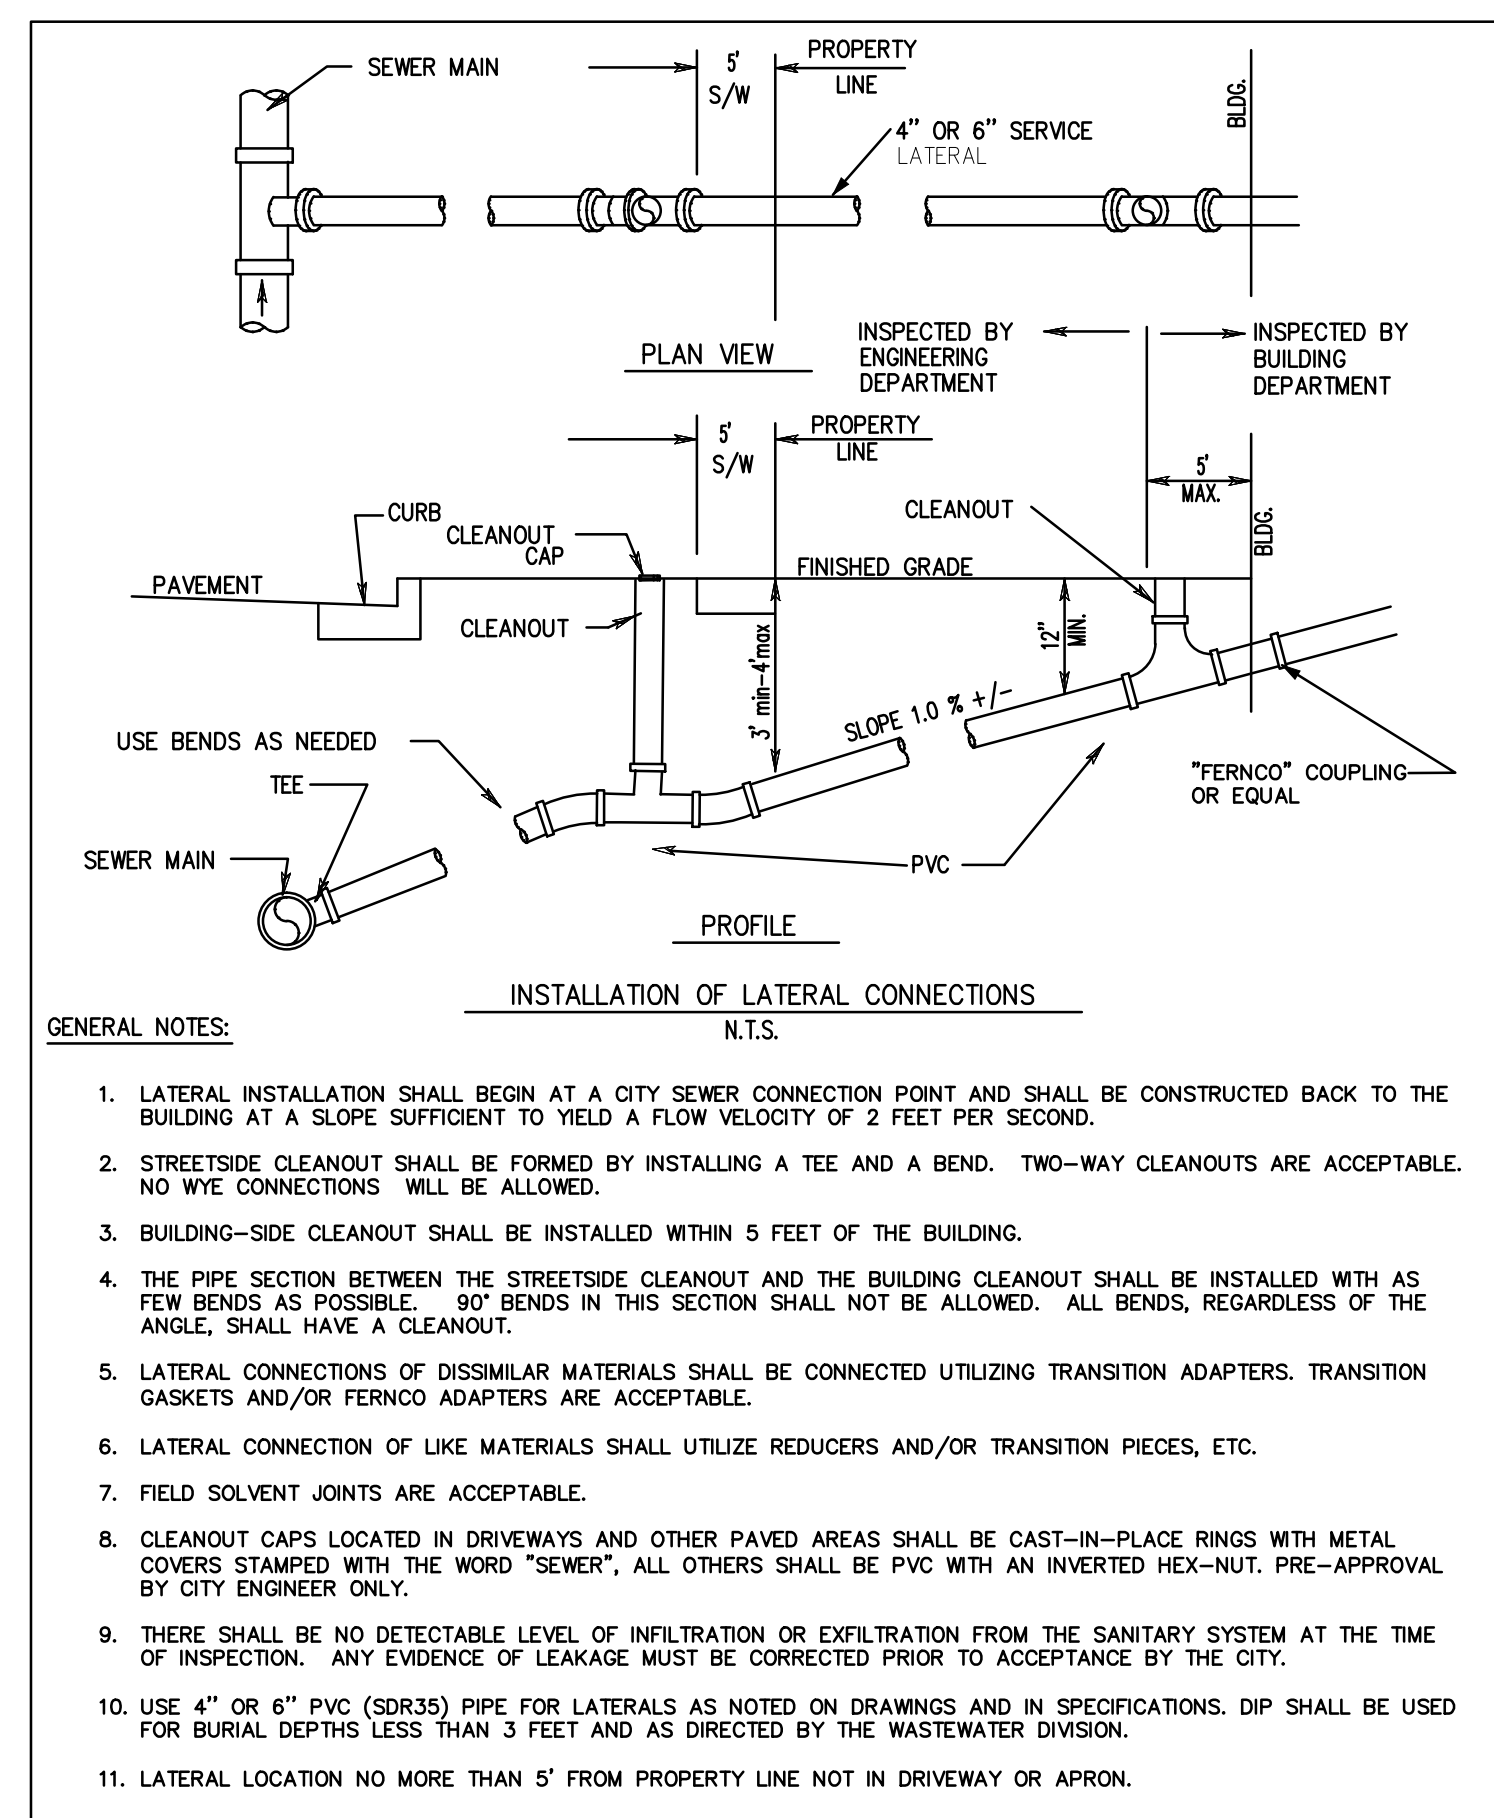 SEWER MAIN
5'
S/W
PROPERTY
LINE
BLDG.
4" OR 6" SERVICE
LATERAL
PLAN VIEW
INSPECTED BY
ENGINEERING
DEPARTMENT
INSPECTED BY
BUILDING
DEPARTMENT
5'
S/W
PROPERTY
LINE
5'
MAX.
CURB
CLEANOUT
CAP
CLEANOUT
BLDG.
FINISHED GRADE
PAVEMENT
CLEANOUT
12"
MIN.
3' min-4'max
SLOPE 1.0 % +/-
USE BENDS AS NEEDED
TEE
"FERNCO" COUPLING
OR EQUAL
SEWER MAIN
PVC
PROFILE
INSTALLATION OF LATERAL CONNECTIONS
N.T.S.
GENERAL NOTES:
1. LATERAL INSTALLATION SHALL BEGIN AT A CITY SEWER CONNECTION POINT AND SHALL BE CONSTRUCTED BACK TO THE
BUILDING AT A SLOPE SUFFICIENT TO YIELD A FLOW VELOCITY OF 2 FEET PER SECOND.
2. STREETSIDE CLEANOUT SHALL BE FORMED BY INSTALLING A TEE AND A BEND. TWO-WAY CLEANOUTS ARE ACCEPTABLE.
NO WYE CONNECTIONS WILL BE ALLOWED.
3. BUILDING-SIDE CLEANOUT SHALL BE INSTALLED WITHIN 5 FEET OF THE BUILDING.
4. THE PIPE SECTION BETWEEN THE STREETSIDE CLEANOUT AND THE BUILDING CLEANOUT SHALL BE INSTALLED WITH AS
FEW BENDS AS POSSIBLE. 90° BENDS IN THIS SECTION SHALL NOT BE ALLOWED. ALL BENDS, REGARDLESS OF THE
ANGLE, SHALL HAVE A CLEANOUT.
5. LATERAL CONNECTIONS OF DISSIMILAR MATERIALS SHALL BE CONNECTED UTILIZING TRANSITION ADAPTERS. TRANSITION
GASKETS AND/OR FERNCO ADAPTERS ARE ACCEPTABLE.
6. LATERAL CONNECTION OF LIKE MATERIALS SHALL UTILIZE REDUCERS AND/OR TRANSITION PIECES, ETC.
7. FIELD SOLVENT JOINTS ARE ACCEPTABLE.
8. CLEANOUT CAPS LOCATED IN DRIVEWAYS AND OTHER PAVED AREAS SHALL BE CAST-IN-PLACE RINGS WITH METAL
COVERS STAMPED WITH THE WORD "SEWER", ALL OTHERS SHALL BE PVC WITH AN INVERTED HEX-NUT. PRE-APPROVAL
BY CITY ENGINEER ONLY.
9. THERE SHALL BE NO DETECTABLE LEVEL OF INFILTRATION OR EXFILTRATION FROM THE SANITARY SYSTEM AT THE TIME
OF INSPECTION. ANY EVIDENCE OF LEAKAGE MUST BE CORRECTED PRIOR TO ACCEPTANCE BY THE CITY.
10. USE 4" OR 6" PVC (SDR35) PIPE FOR LATERALS AS NOTED ON DRAWINGS AND IN SPECIFICATIONS. DIP SHALL BE USED
FOR BURIAL DEPTHS LESS THAN 3 FEET AND AS DIRECTED BY THE WASTEWATER DIVISION.
11. LATERAL LOCATION NO MORE THAN 5' FROM PROPERTY LINE NOT IN DRIVEWAY OR APRON.